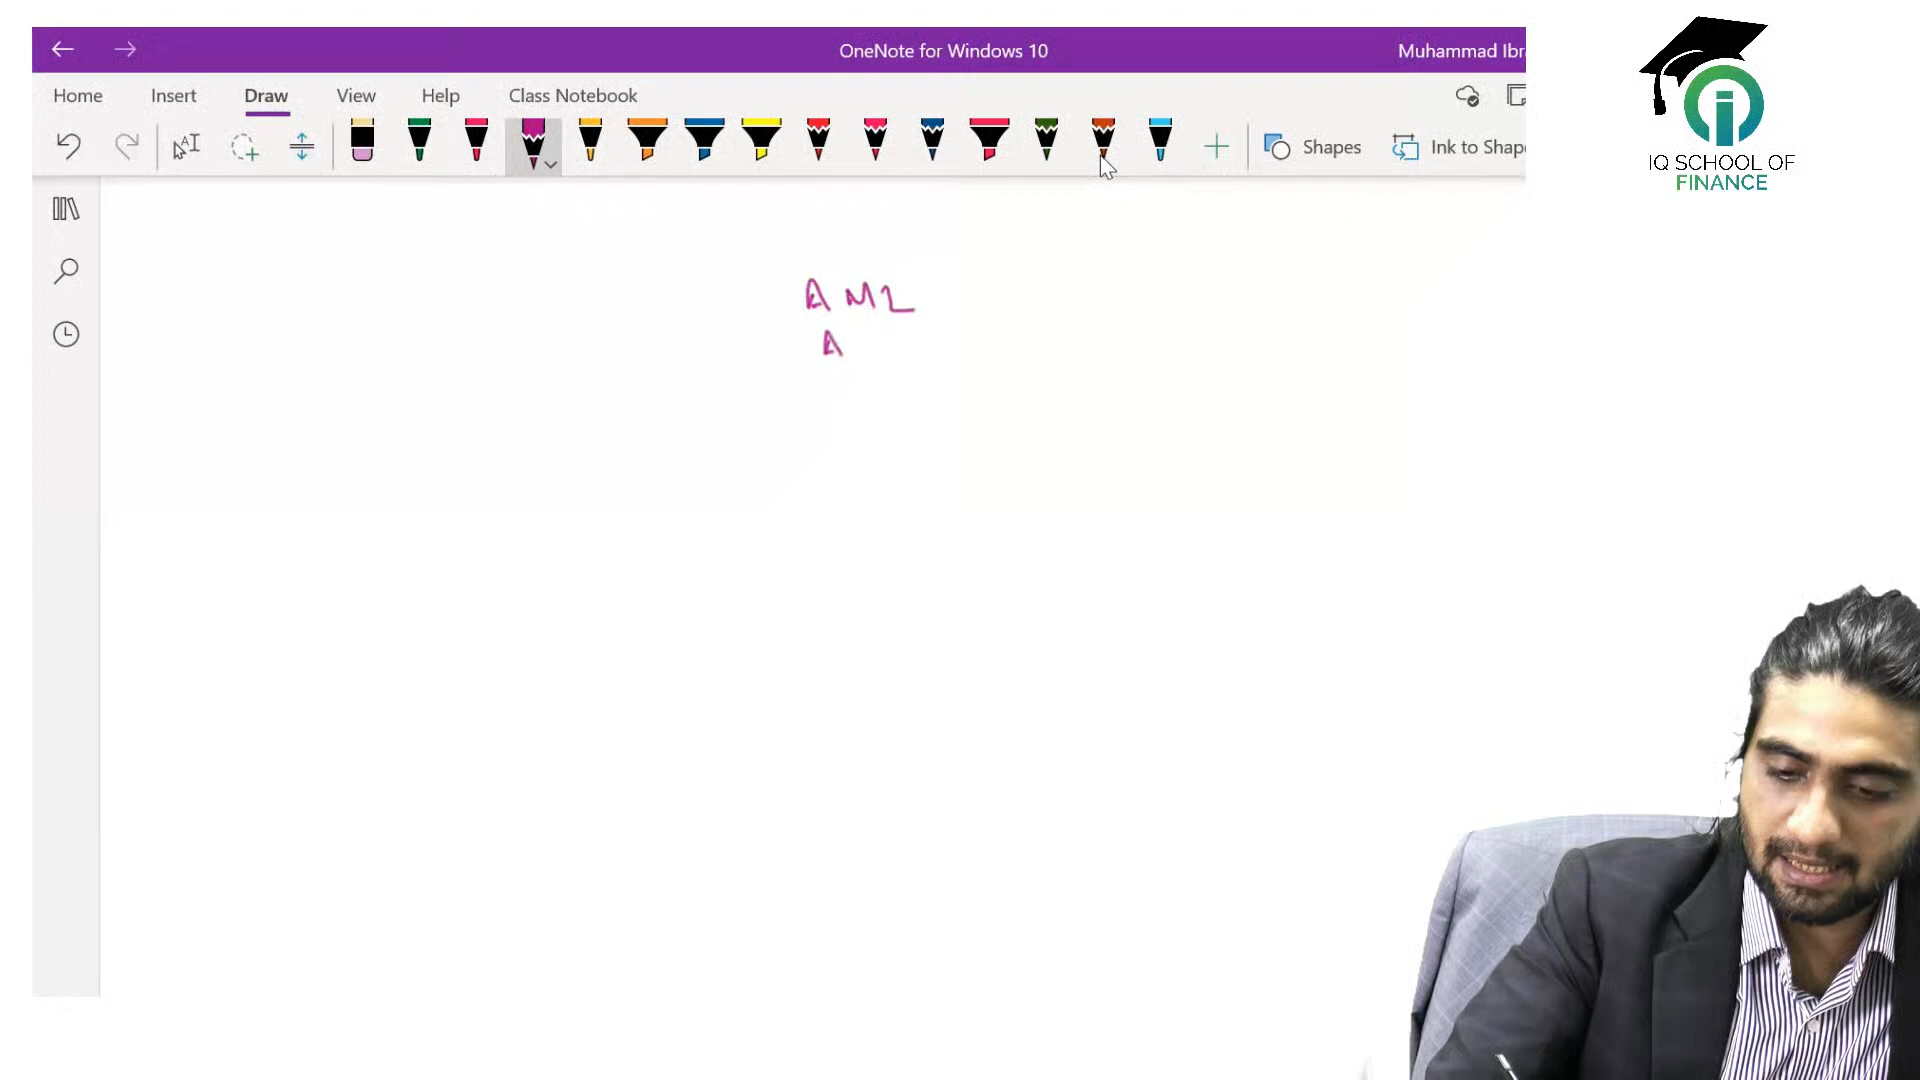 OneNote for Windows 10
Muhammad Ibr
Home Insert Draw View Help Class Notebook
Shapes Ink to Shap
IQ SCHOOL OF
FINANCE
AML
A